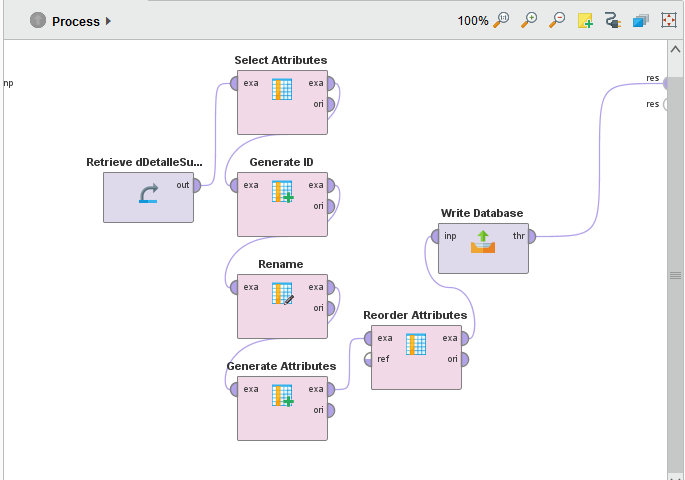 Process
100%
Select Attributes
exa exa
ori
np
res
res
Retrieve dDetalleSu...
out
Generate ID
exa exa
ori
Write Database
inp thr
Rename
exa exa
ori
Reorder Attributes
exa exa
ref ori
Generate Attributes
exa exa
ori